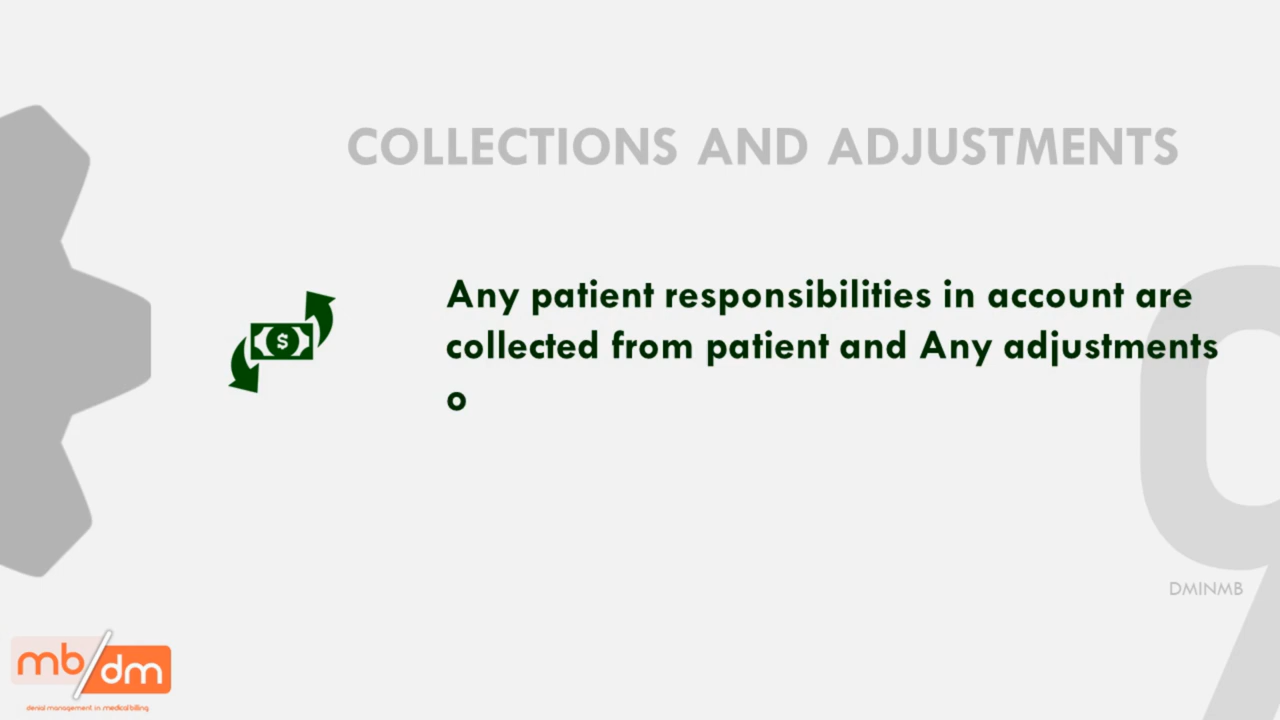 COLLECTIONS AND ADJUSTMENTS
Any patient responsibilities in account are
collected from patient and Any adjustments
o
$
9
DMINMB
mb/dm
denial management in medical billing